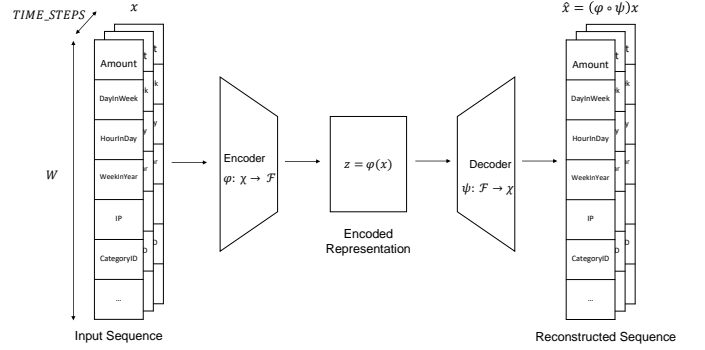 TIME_STEPS
x
x̂ = (φ ∘ ψ)x
W
Amount
DayInWeek
HourInDay
WeekInYear
IP
CategoryID
...
Input Sequence
Encoder
φ: χ → ℱ
z = φ(x)
Encoded
Representation
Decoder
ψ: ℱ → χ
Amount
DayInWeek
HourInDay
WeekInYear
IP
CategoryID
...
Reconstructed Sequence